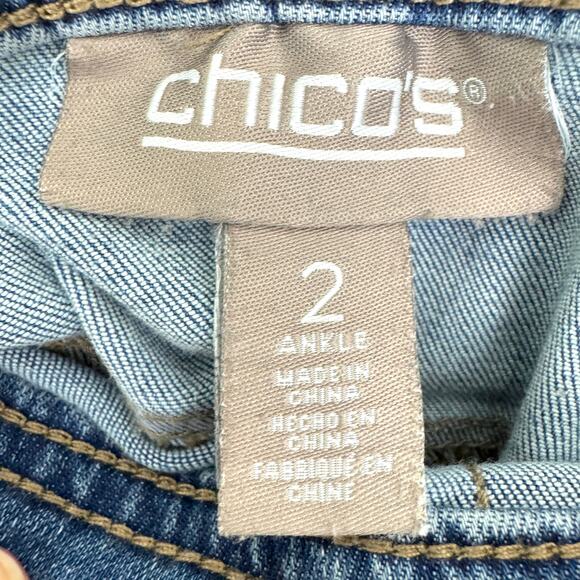 chico's®
2
ANKLE
MADE IN
CHINA
HECHO EN
CHINA
FABRIQUÉ EN
CHINE